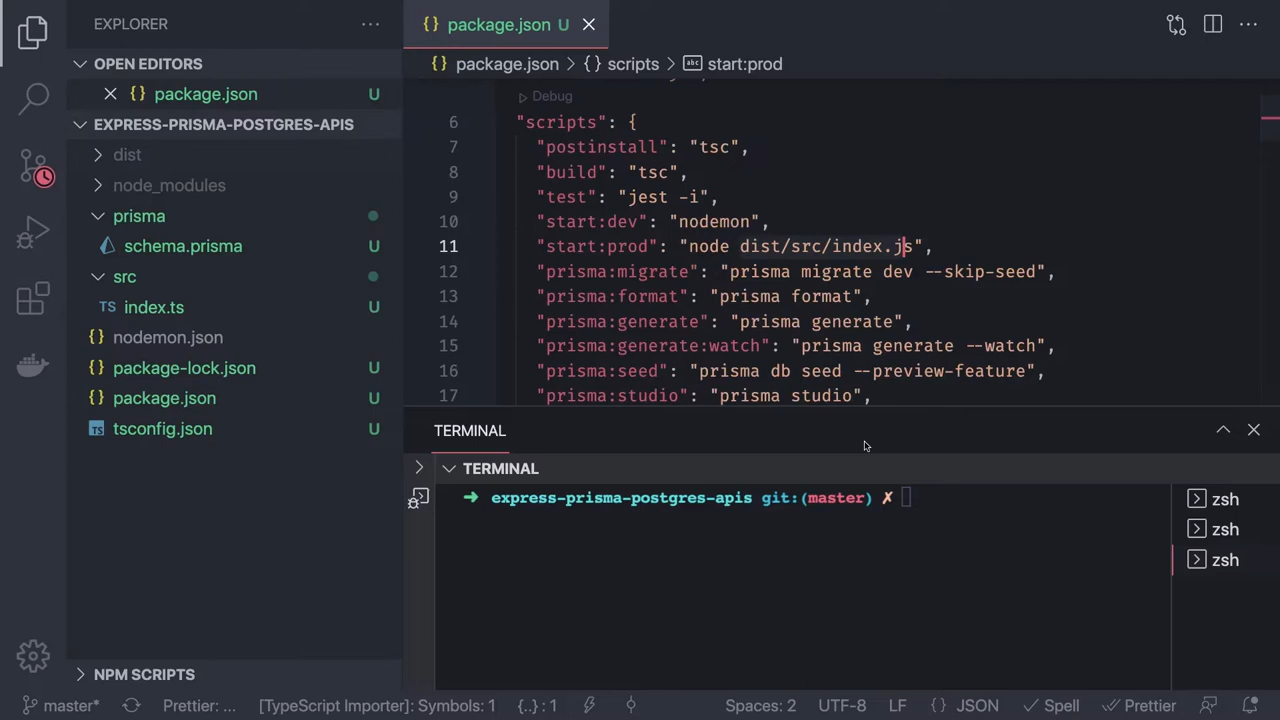 EXPLORER
OPEN EDITORS
package.json U
EXPRESS-PRISMA-POSTGRES-APIS
dist
node_modules
prisma
schema.prisma U
src
TS index.ts U
{} nodemon.json
{} package-lock.json U
{} package.json U
TS tsconfig.json U
NPM SCRIPTS
{} package.json U
{} package.json > {} scripts > abc start:prod
Debug
6 "scripts": {
7 "postinstall": "tsc",
8 "build": "tsc",
9 "test": "jest -i",
10 "start:dev": "nodemon",
11 "start:prod": "node dist/src/index.js",
12 "prisma:migrate": "prisma migrate dev --skip-seed",
13 "prisma:format": "prisma format",
14 "prisma:generate": "prisma generate",
15 "prisma:generate:watch": "prisma generate --watch",
16 "prisma:seed": "prisma db seed --preview-feature",
17 "prisma:studio": "prisma studio",
TERMINAL
TERMINAL
➜ express-prisma-postgres-apis git:(master) ✗
zsh
zsh
zsh
master* Prettier: ... [TypeScript Importer]: Symbols: 1 {..} : 1 Spaces: 2 UTF-8 LF {} JSON ✓ Spell ✓✓ Prettier